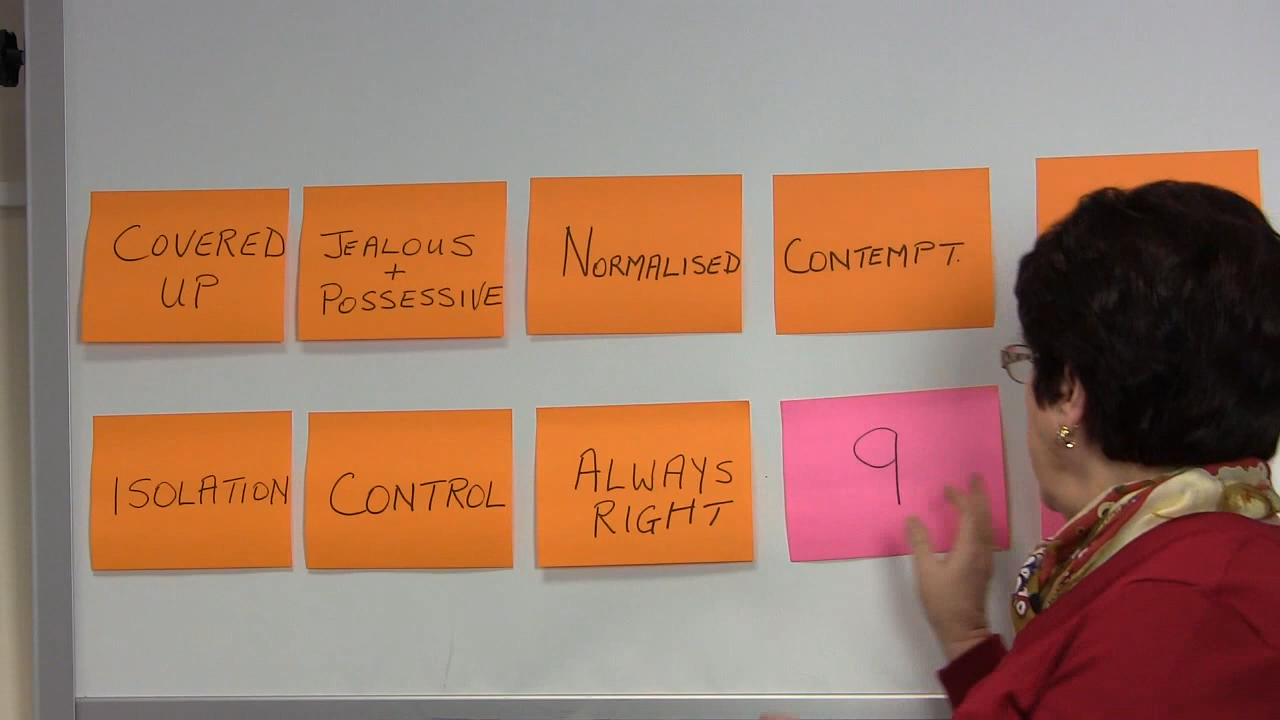 COVERED
UP
JEALOUS
+
POSSESSIVE
NORMALISED
CONTEMPT.
ISOLATION
CONTROL
ALWAYS
RIGHT
9